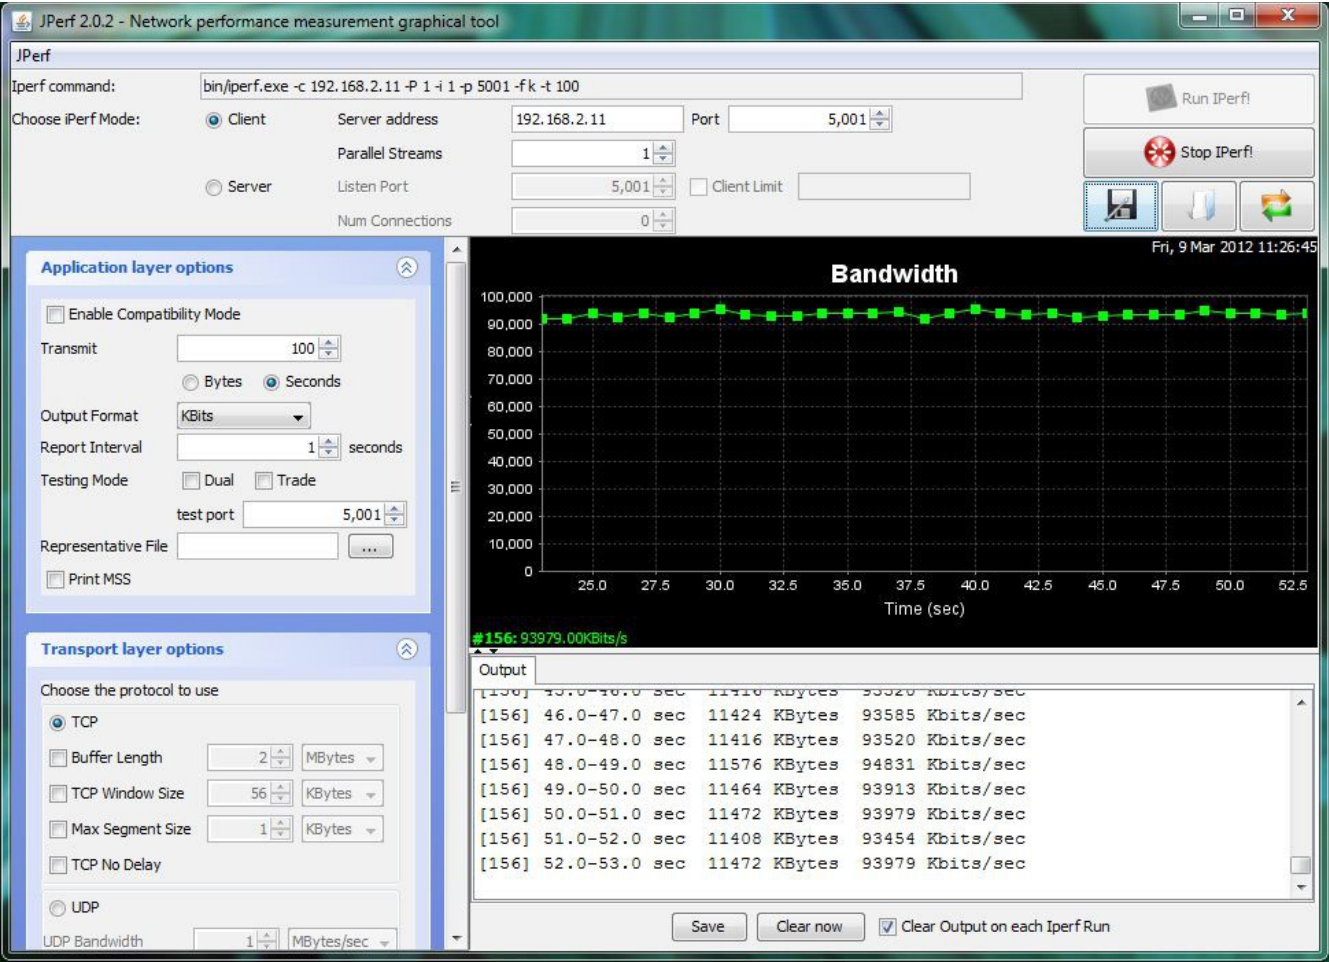 JPerf 2.0.2 - Network performance measurement graphical tool
JPerf
Iperf command:
bin/iperf.exe -c 192.168.2.11 -P 1 -i 1 -p 5001 -f k -t 100
Run IPerf!
Choose iPerf Mode:
Client
Server address
192.168.2.11
Port
5,001
Parallel Streams
1
Stop IPerf!
Server
Listen Port
5,001
Client Limit
Num Connections
0
Application layer options
Enable Compatibility Mode
Transmit
100
Bytes
Seconds
Output Format
KBits
Report Interval
1
seconds
Testing Mode
Dual
Trade
test port
5,001
Representative File
...
Print MSS
Transport layer options
Choose the protocol to use
TCP
Buffer Length
2
MBytes
TCP Window Size
56
KBytes
Max Segment Size
1
KBytes
TCP No Delay
UDP
UDP Bandwidth
1
MBytes/sec
Fri, 9 Mar 2012 11:26:45
Bandwidth
100,000
90,000
80,000
70,000
60,000
50,000
40,000
30,000
20,000
10,000
0
25.0 27.5 30.0 32.5 35.0 37.5 40.0 42.5 45.0 47.5 50.0 52.5
Time (sec)
#156: 93979.00KBits/s
Output
[156] 45.0-46.0 sec 11416 KBytes 93520 Kbits/sec
[156] 46.0-47.0 sec 11424 KBytes 93585 Kbits/sec
[156] 47.0-48.0 sec 11416 KBytes 93520 Kbits/sec
[156] 48.0-49.0 sec 11576 KBytes 94831 Kbits/sec
[156] 49.0-50.0 sec 11464 KBytes 93913 Kbits/sec
[156] 50.0-51.0 sec 11472 KBytes 93979 Kbits/sec
[156] 51.0-52.0 sec 11408 KBytes 93454 Kbits/sec
[156] 52.0-53.0 sec 11472 KBytes 93979 Kbits/sec
Save
Clear now
Clear Output on each Iperf Run